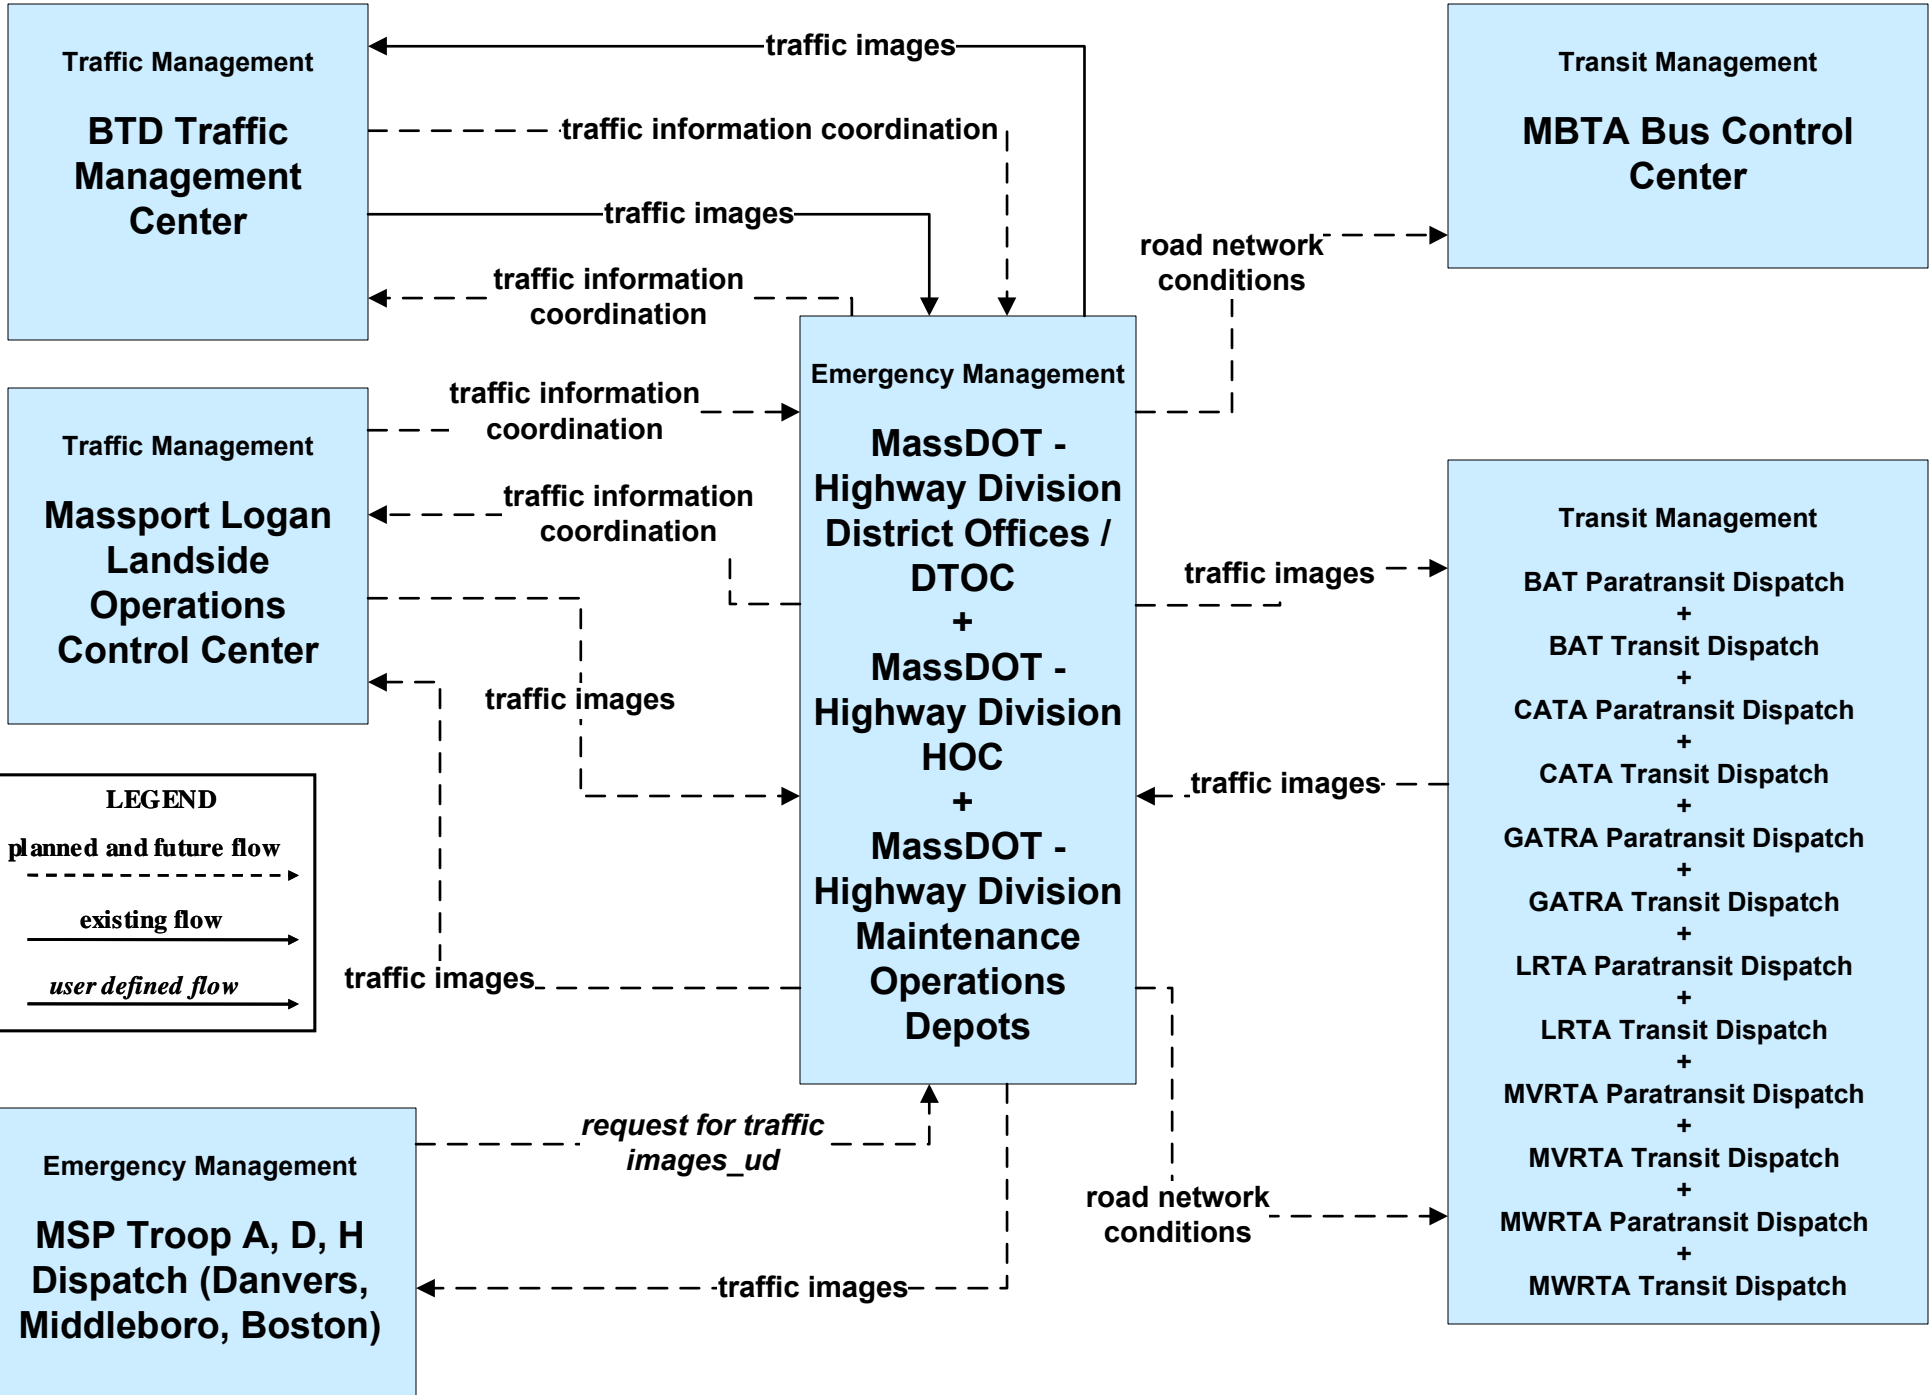 Traffic Management
BTD Traffic
Management
Center
traffic images
traffic information coordination
traffic images
traffic information
coordination
Transit Management
MBTA Bus Control
Center
road network
conditions
Traffic Management
Massport Logan
Landside
Operations
Control Center
traffic information
coordination
traffic information
coordination
traffic images
traffic images
Emergency Management
MassDOT -
Highway Division
District Offices /
DTOC
+
MassDOT -
Highway Division
HOC
+
MassDOT -
Highway Division
Maintenance
Operations
Depots
traffic images
traffic images
road network
conditions
Transit Management
BAT Paratransit Dispatch
+
BAT Transit Dispatch
+
CATA Paratransit Dispatch
+
CATA Transit Dispatch
+
GATRA Paratransit Dispatch
+
GATRA Transit Dispatch
+
LRTA Paratransit Dispatch
+
LRTA Transit Dispatch
+
MVRTA Paratransit Dispatch
+
MVRTA Transit Dispatch
+
MWRTA Paratransit Dispatch
+
MWRTA Transit Dispatch
LEGEND
planned and future flow
existing flow
user defined flow
Emergency Management
MSP Troop A, D, H
Dispatch (Danvers,
Middleboro, Boston)
request for traffic
images_ud
traffic images